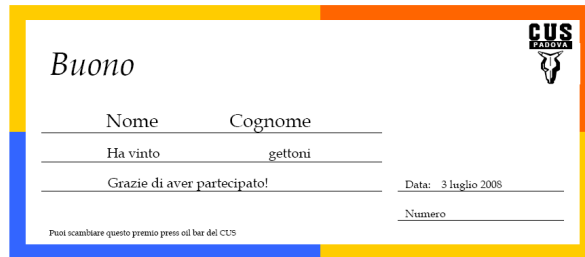 CUS
PADOVA
Buono
Nome Cognome
Ha vinto gettoni
Grazie di aver partecipato!
Data: 3 luglio 2008
Numero
Puoi scambiare questo premio press oil bar del CUS